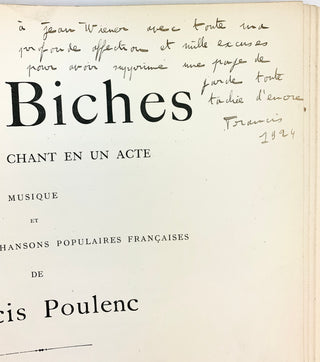 à Jean Wiener avec toute ma
profonde affection et mille excuses
pour avoir supprimé une page de
garde toute
tachée d'encre
Francis
1924
Biches
CHANT EN UN ACTE
MUSIQUE
ET
HANSONS POPULAIRES FRANÇAISES
DE
cis Poulenc